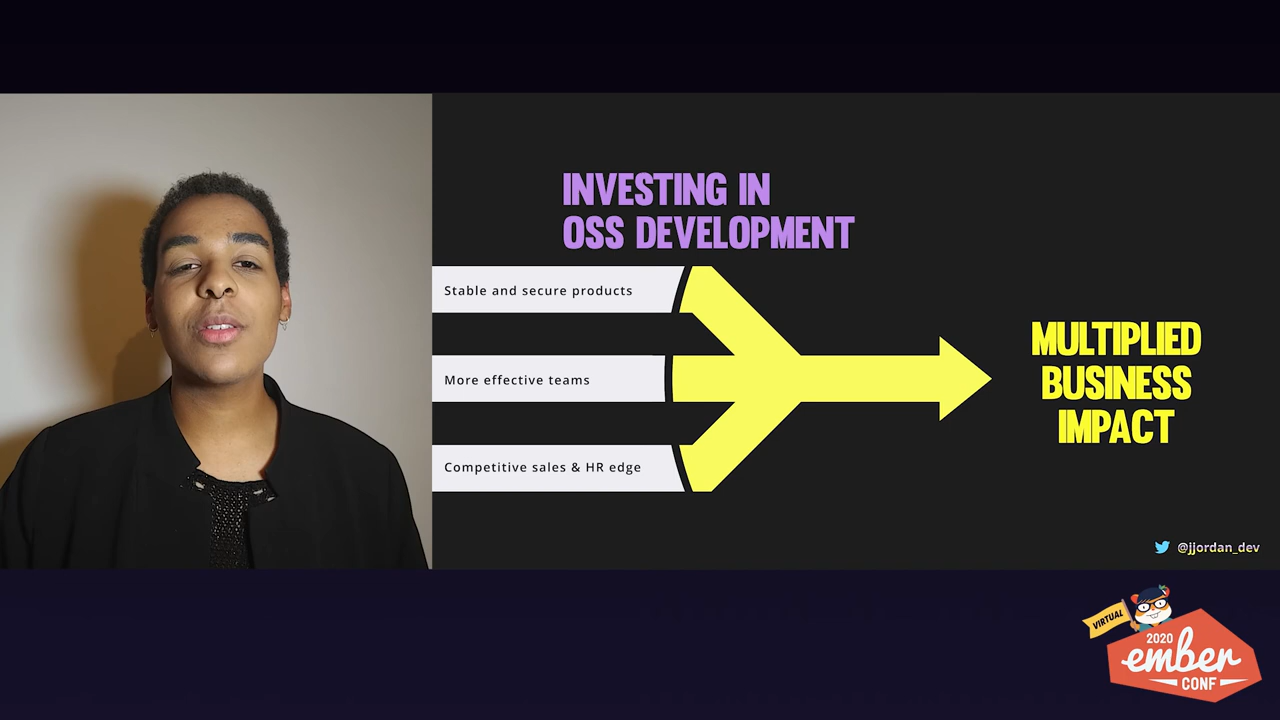 INVESTING IN
OSS DEVELOPMENT
Stable and secure products
More effective teams
Competitive sales & HR edge
MULTIPLIED
BUSINESS
IMPACT
@jjordan_dev
VIRTUAL
2020
ember
CONF